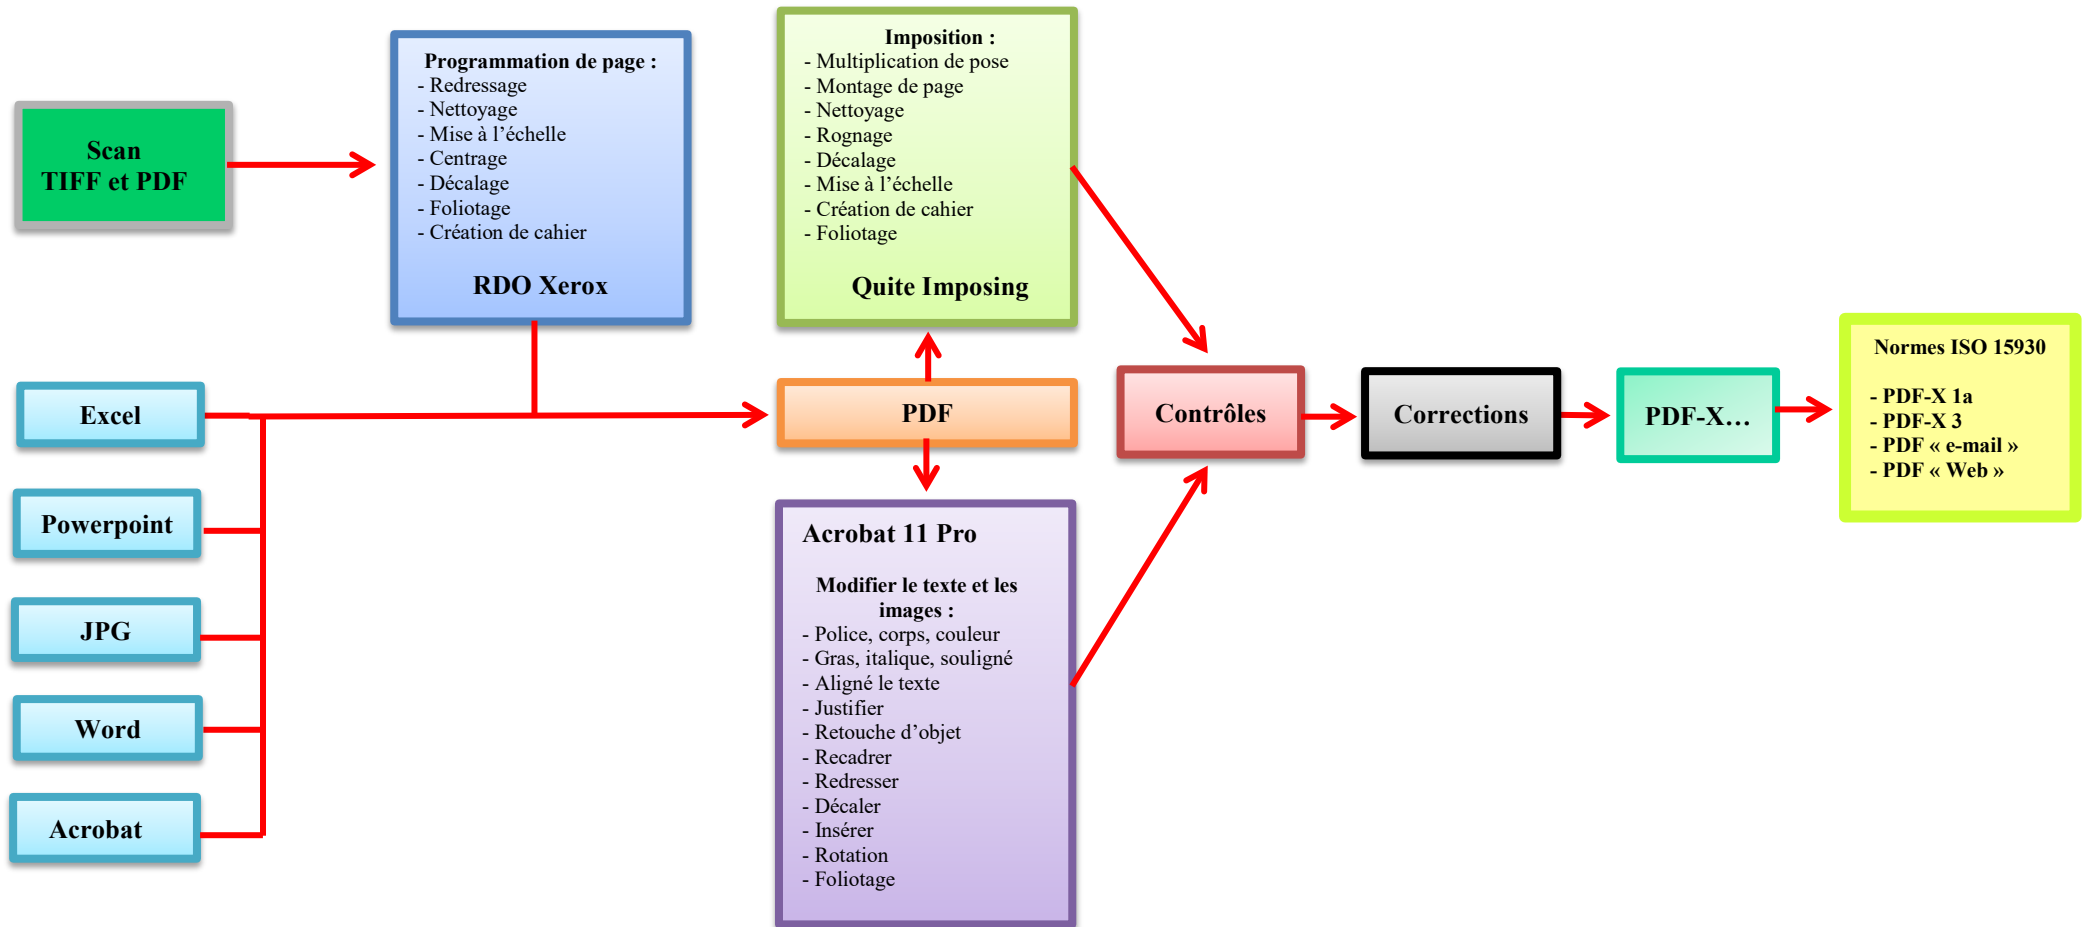 Scan
TIFF et PDF
Programmation de page :
- Redressage
- Nettoyage
- Mise à l’échelle
- Centrage
- Décalage
- Foliotage
- Création de cahier
RDO Xerox
Imposition :
- Multiplication de pose
- Montage de page
- Nettoyage
- Rognage
- Décalage
- Mise à l’échelle
- Création de cahier
- Foliotage
Quite Imposing
Excel
Powerpoint
JPG
Word
Acrobat
PDF
Acrobat 11 Pro
Modifier le texte et les
images :
- Police, corps, couleur
- Gras, italique, souligné
- Aligné le texte
- Justifier
- Retouche d’objet
- Recadrer
- Redresser
- Décaler
- Insérer
- Rotation
- Foliotage
Contrôles
Corrections
PDF-X…
Normes ISO 15930
- PDF-X 1a
- PDF-X 3
- PDF « e-mail »
- PDF « Web »